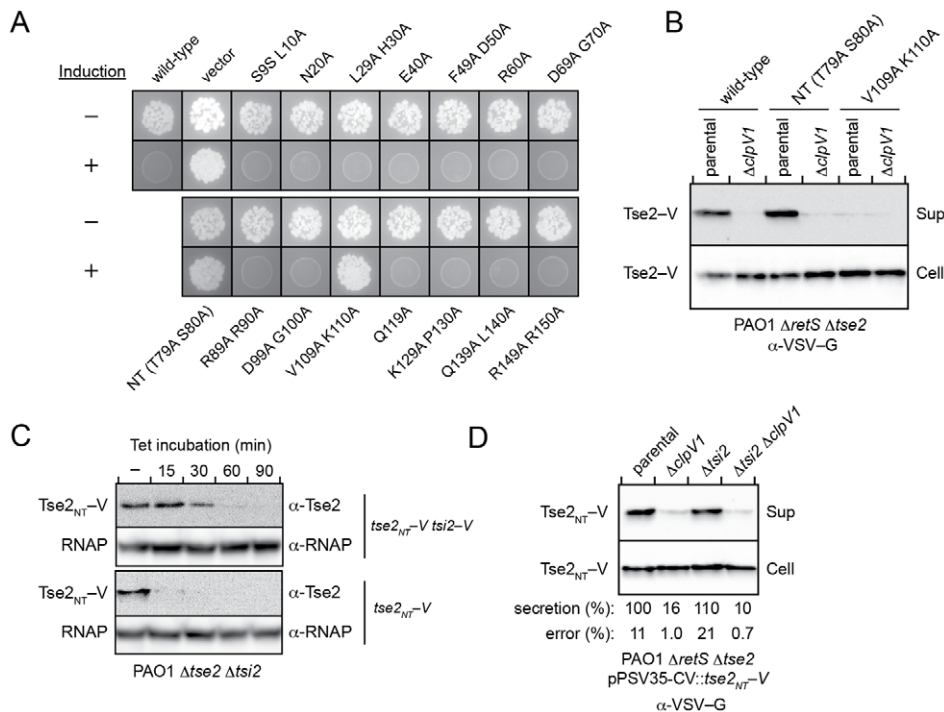 A
Induction
wild-type
vector
S9S L10A
N20A
L29A H30A
E40A
F49A D50A
R60A
D69A G70A
−
+
−
+
NT (T79A S80A)
R89A R90A
D99A G100A
V109A K110A
Q119A
K129A P130A
Q139A L140A
R149A R150A
B
wild-type
NT (T79A S80A)
V109A K110A
parental
ΔclpV1
parental
ΔclpV1
parental
ΔclpV1
Tse2–V Sup
Tse2–V Cell
PAO1 ΔretS Δtse2
α-VSV–G
C
Tet incubation (min)
− 15 30 60 90
Tse2NT–V α-Tse2
RNAP α-RNAP
tse2NT–V tsi2–V
Tse2NT–V α-Tse2
RNAP α-RNAP
tse2NT–V
PAO1 Δtse2 Δtsi2
D
parental
ΔclpV1
Δtsi2
Δtsi2 ΔclpV1
Tse2NT–V Sup
Tse2NT–V Cell
secretion (%): 100 16 110 10
error (%): 11 1.0 21 0.7
PAO1 ΔretS Δtse2
pPSV35-CV::tse2NT–V
α-VSV–G